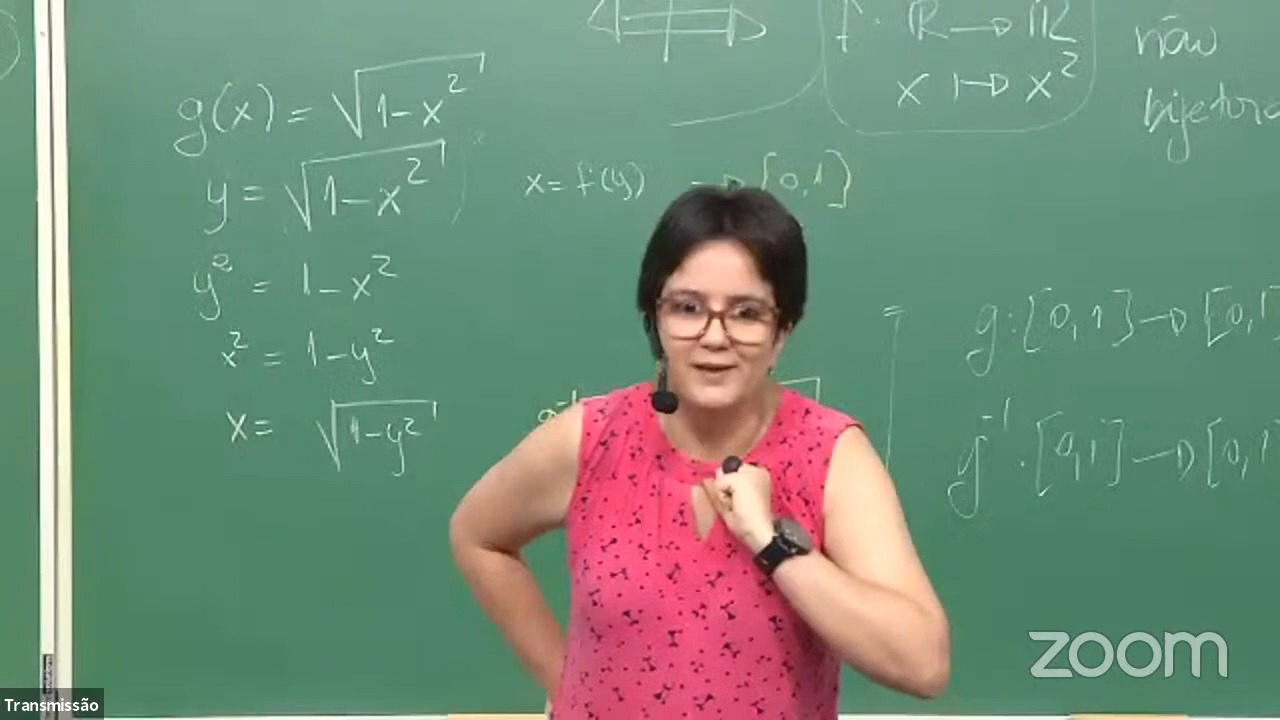 g(x) = √1-x²
y = √1-x²
y² = 1-x²
x² = 1-y²
x = √1-y²
x = f(y) → [0,1]
ℝ → ℝ
x ↦ x²
não
bijetora
g: [0,1] → [0,1]
g⁻¹: [0,1] → [0,1]
zoom
Transmissão